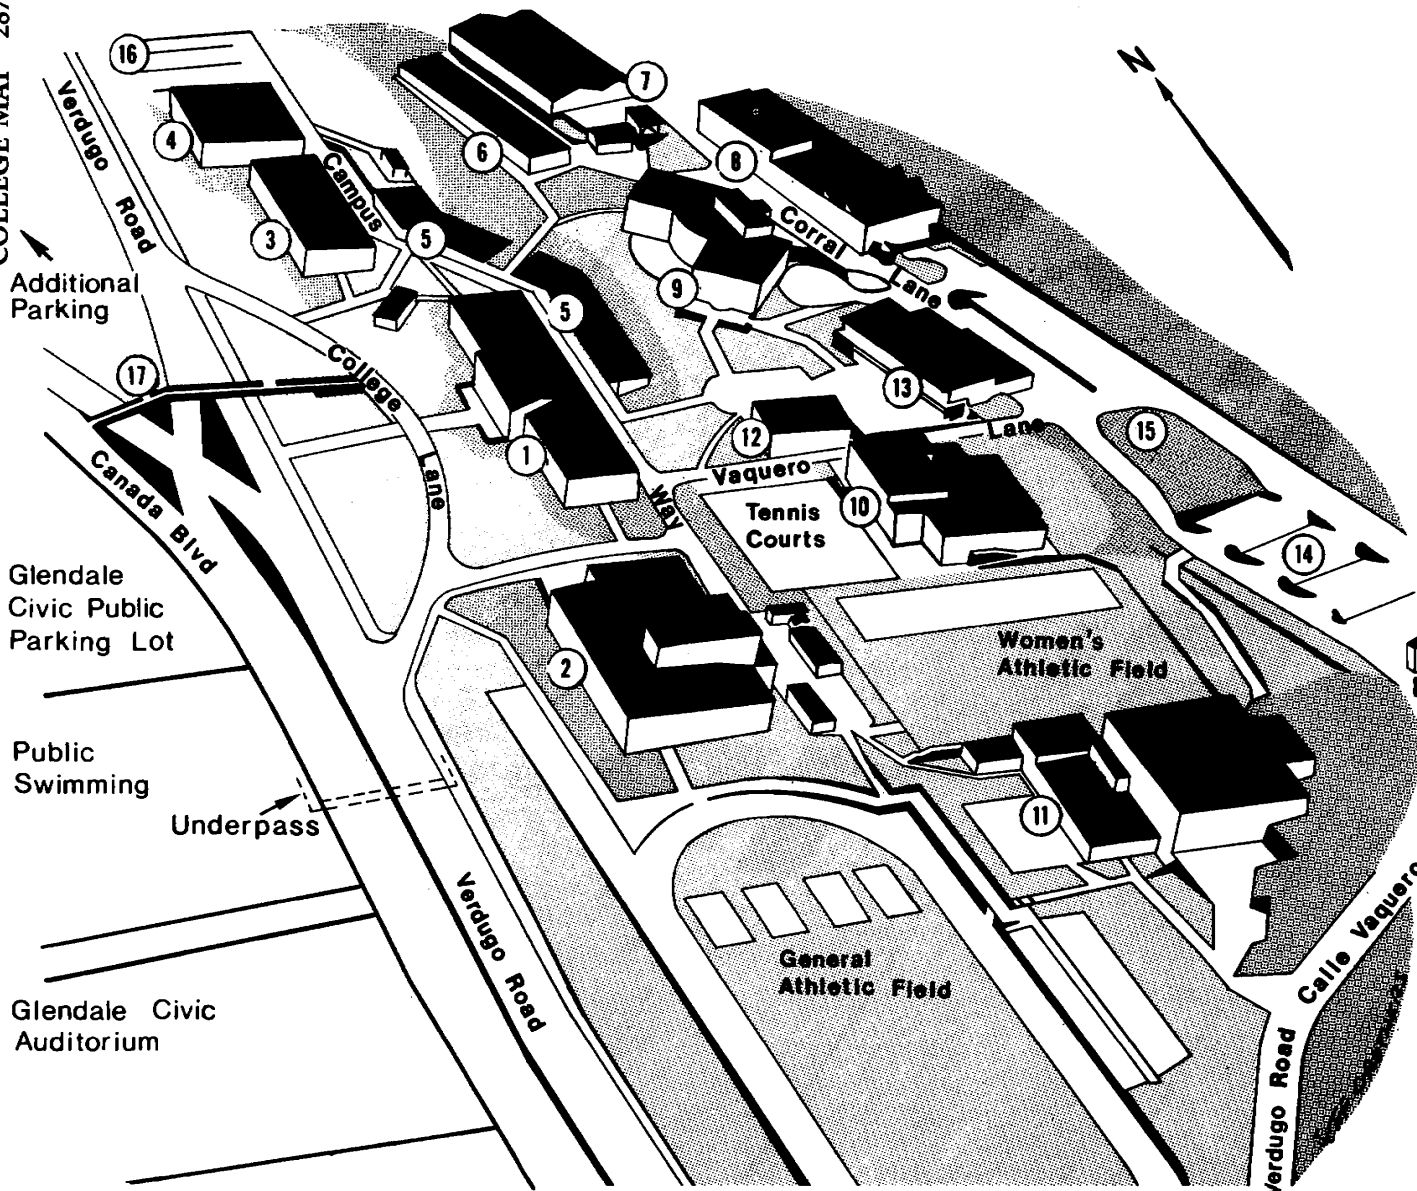 COLLEGE MAP 287
16
7
4
6
8
Verdugo
Road
Campus
3
5
Corral
Lane
9
Additional
Parking
5
N
17
College
Lane
13
12
Lane
15
1
Vaquero
Way
10
Tennis
Courts
14
Canada Blvd
Glendale
Civic Public
Parking Lot
2
Women's
Athletic Field
Public
Swimming
Underpass
11
Verdugo Road
General
Athletic Field
Calle Vaquero
Glendale Civic
Auditorium
Verdugo Road